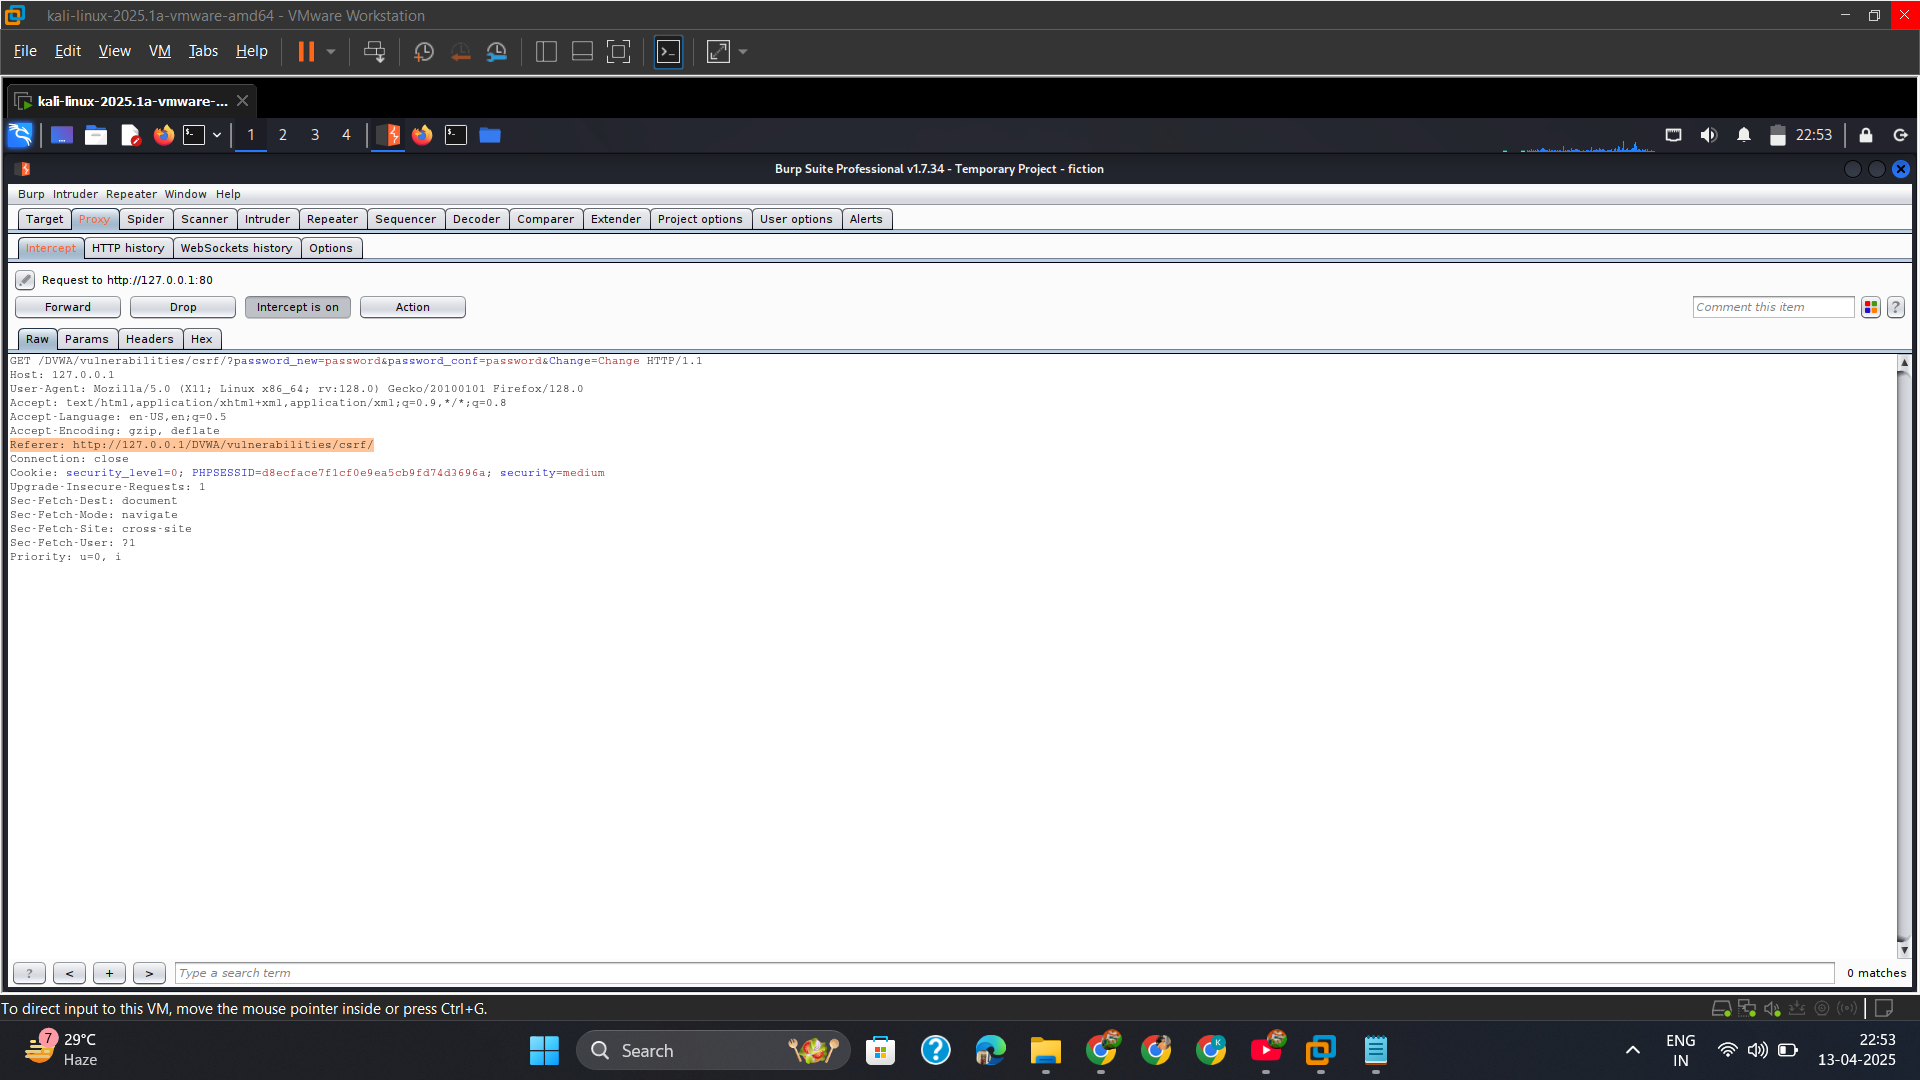 kali-linux-2025.1a-vmware-amd64 - VMware Workstation
File Edit View VM Tabs Help
kali-linux-2025.1a-vmware-...
1 2 3 4 22:53
Burp Suite Professional v1.7.34 - Temporary Project - fiction
Burp Intruder Repeater Window Help
Target Proxy Spider Scanner Intruder Repeater Sequencer Decoder Comparer Extender Project options User options Alerts
Intercept HTTP history WebSockets history Options
Request to http://127.0.0.1:80
Forward Drop Intercept is on Action Comment this item ?
Raw Params Headers Hex
GET /DVWA/vulnerabilities/csrf/?password_new=password&password_conf=password&Change=Change HTTP/1.1
Host: 127.0.0.1
User-Agent: Mozilla/5.0 (X11; Linux x86_64; rv:128.0) Gecko/20100101 Firefox/128.0
Accept: text/html,application/xhtml+xml,application/xml;q=0.9,*/*;q=0.8
Accept-Language: en-US,en;q=0.5
Accept-Encoding: gzip, deflate
Referer: http://127.0.0.1/DVWA/vulnerabilities/csrf/
Connection: close
Cookie: security_level=0; PHPSESSID=d8ecface7f1cf0e9ea5cb9fd74d3696a; security=medium
Upgrade-Insecure-Requests: 1
Sec-Fetch-Dest: document
Sec-Fetch-Mode: navigate
Sec-Fetch-Site: cross-site
Sec-Fetch-User: ?1
Priority: u=0, i
? < + > Type a search term 0 matches
To direct input to this VM, move the mouse pointer inside or press Ctrl+G.
7 29°C
Haze
Search
ENG
IN
22:53
13-04-2025